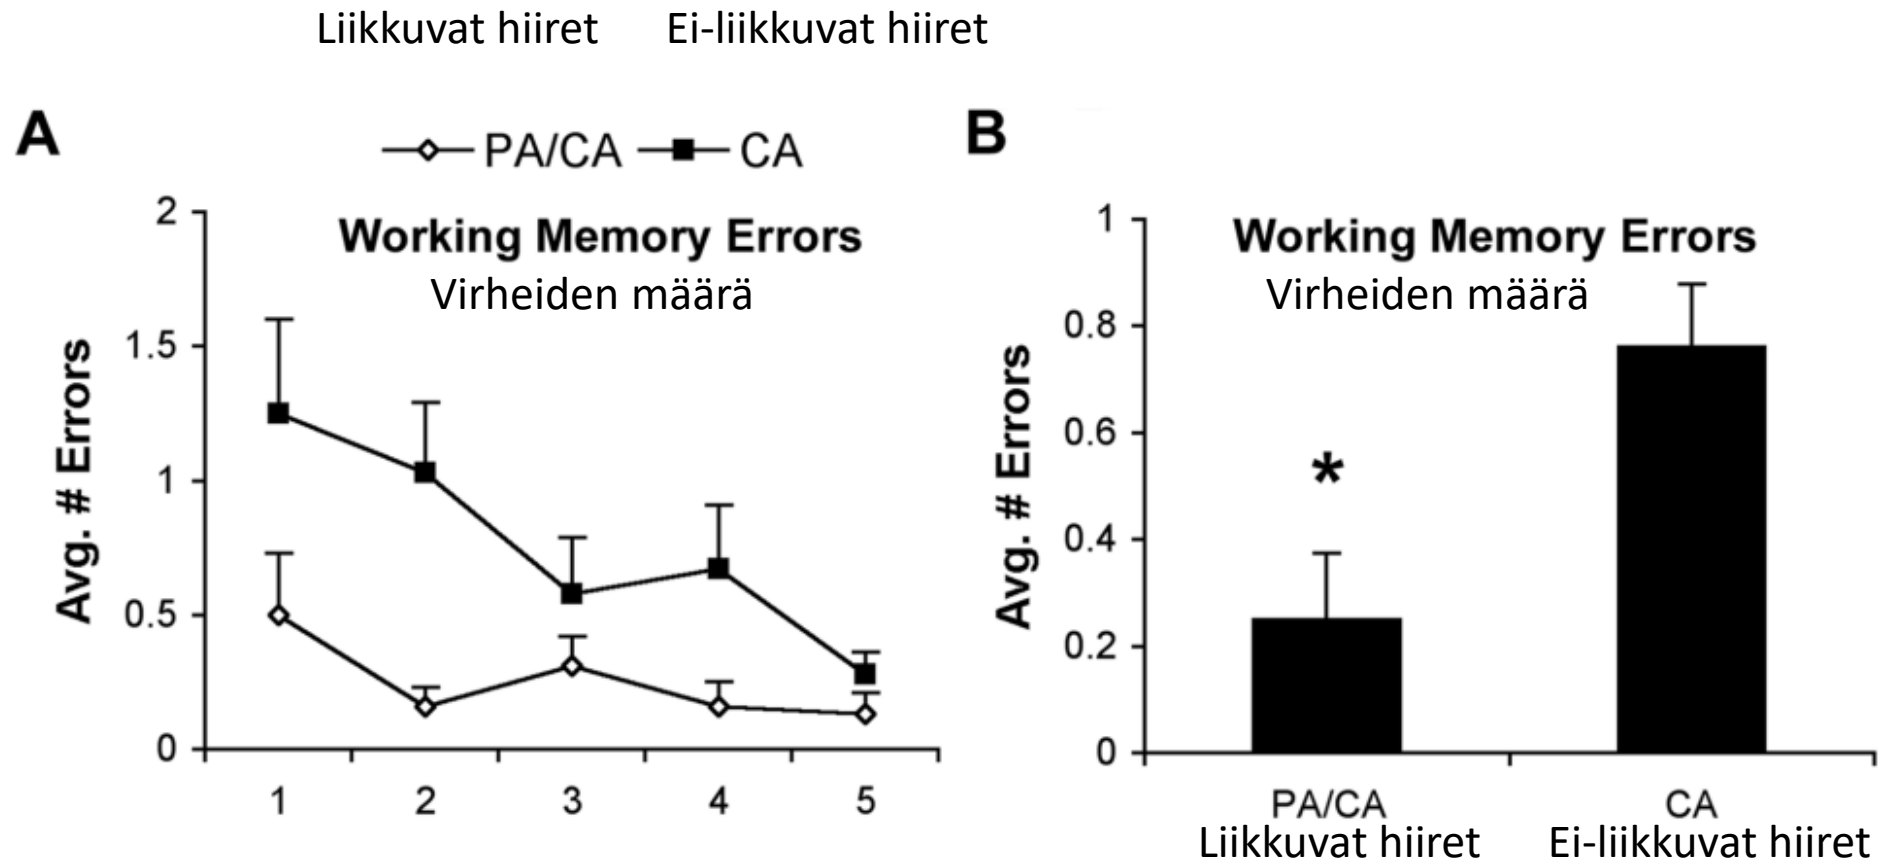 Liikkuvat hiiret Ei-liikkuvat hiiret
A
PA/CA CA
Working Memory Errors
Virheiden määrä
Avg. # Errors
2
1.5
1
0.5
0
1 2 3 4 5
B
Working Memory Errors
Virheiden määrä
Avg. # Errors
1
0.8
0.6
*
0.4
0.2
0
PA/CA CA
Liikkuvat hiiret Ei-liikkuvat hiiret